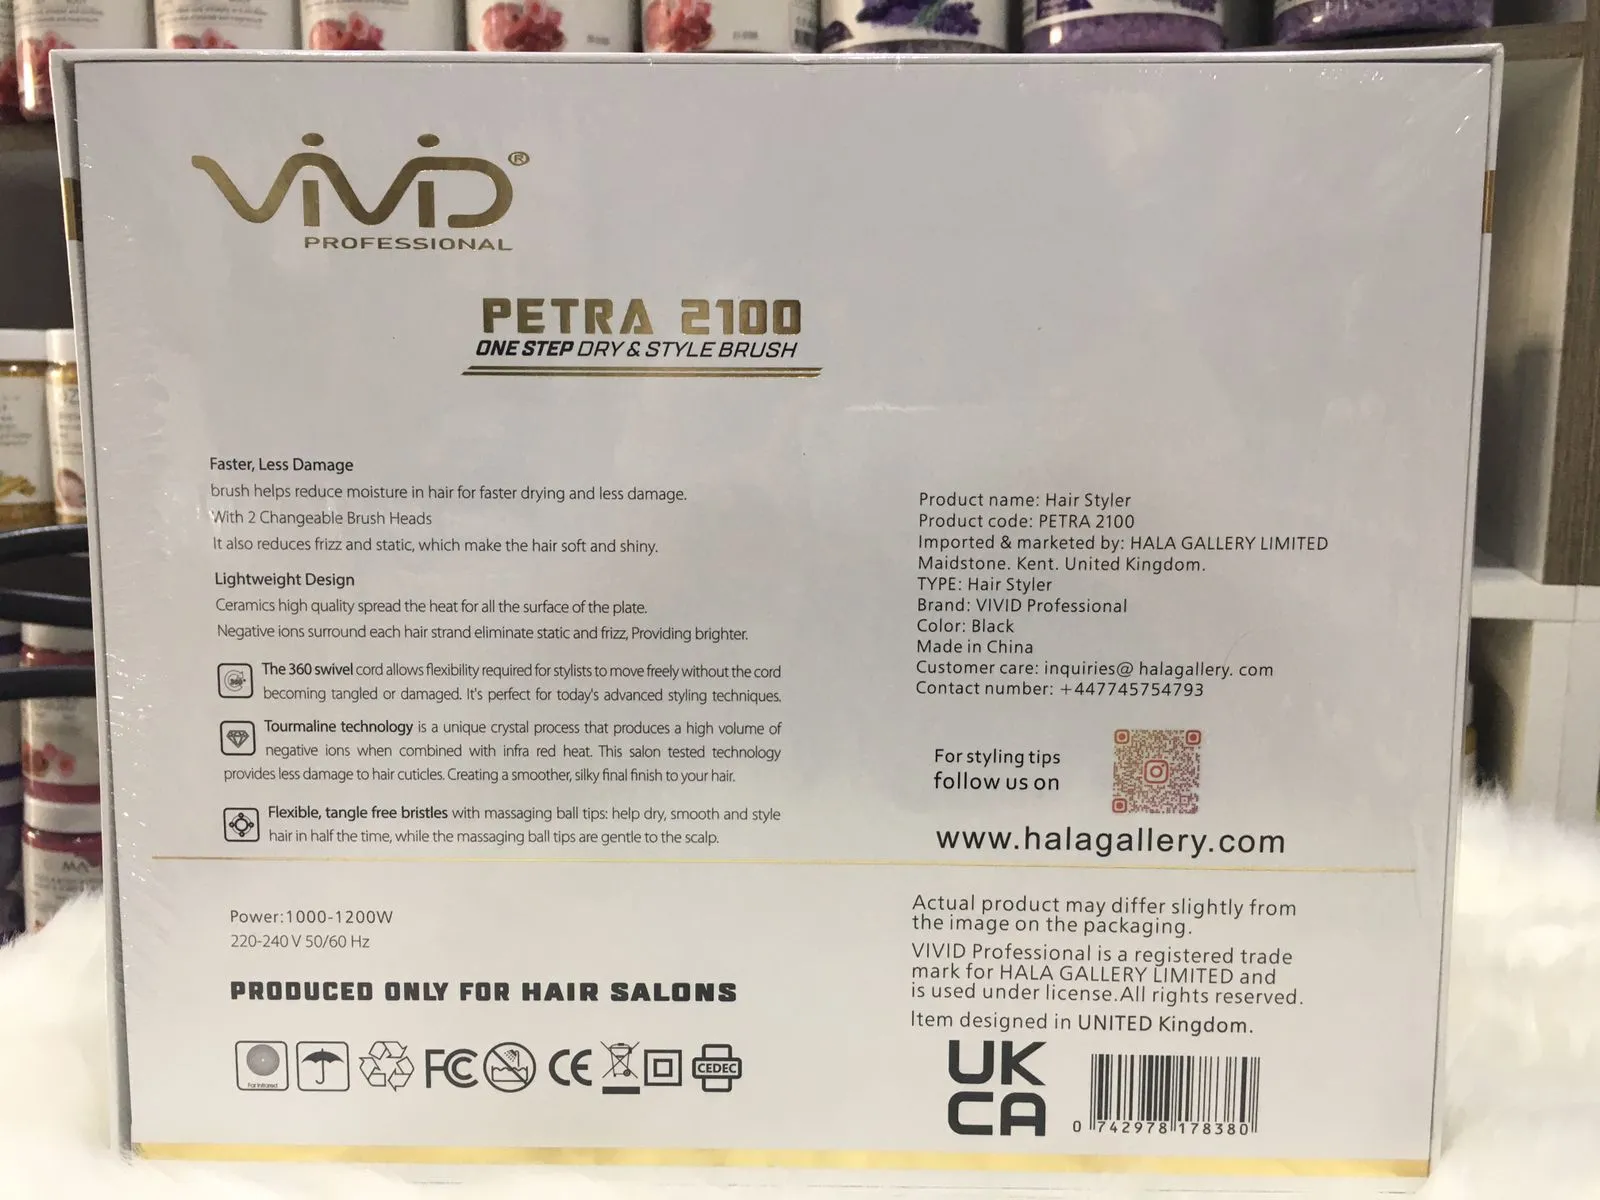 VIVID®
PROFESSIONAL
PETRA 2100
ONE STEP DRY & STYLE BRUSH
Faster, Less Damage
brush helps reduce moisture in hair for faster drying and less damage.
With 2 Changeable Brush Heads
It also reduces frizz and static, which make the hair soft and shiny.
Lightweight Design
Ceramics high quality spread the heat for all the surface of the plate.
Negative ions surround each hair strand eliminate static and frizz, Providing brighter.
360°
The 360 swivel cord allows flexibility required for stylists to move freely without the cord
becoming tangled or damaged. It's perfect for today's advanced styling techniques.
Tourmaline technology is a unique crystal process that produces a high volume of
negative ions when combined with infra red heat. This salon tested technology
provides less damage to hair cuticles. Creating a smoother, silky final finish to your hair.
Flexible, tangle free bristles with massaging ball tips: help dry, smooth and style
hair in half the time, while the massaging ball tips are gentle to the scalp.
Power:1000-1200W
220-240 V 50/60 Hz
PRODUCED ONLY FOR HAIR SALONS
Far Infrared
FC
CE
CEDEC
Product name: Hair Styler
Product code: PETRA 2100
Imported & marketed by: HALA GALLERY LIMITED
Maidstone. Kent. United Kingdom.
TYPE: Hair Styler
Brand: VIVID Professional
Color: Black
Made in China
Customer care: inquiries@ halagallery. com
Contact number: +447745754793
For styling tips
follow us on
www.halagallery.com
Actual product may differ slightly from
the image on the packaging.
VIVID Professional is a registered trade
mark for HALA GALLERY LIMITED and
is used under license.All rights reserved.
Item designed in UNITED Kingdom.
UK
CA
0 742978 178380